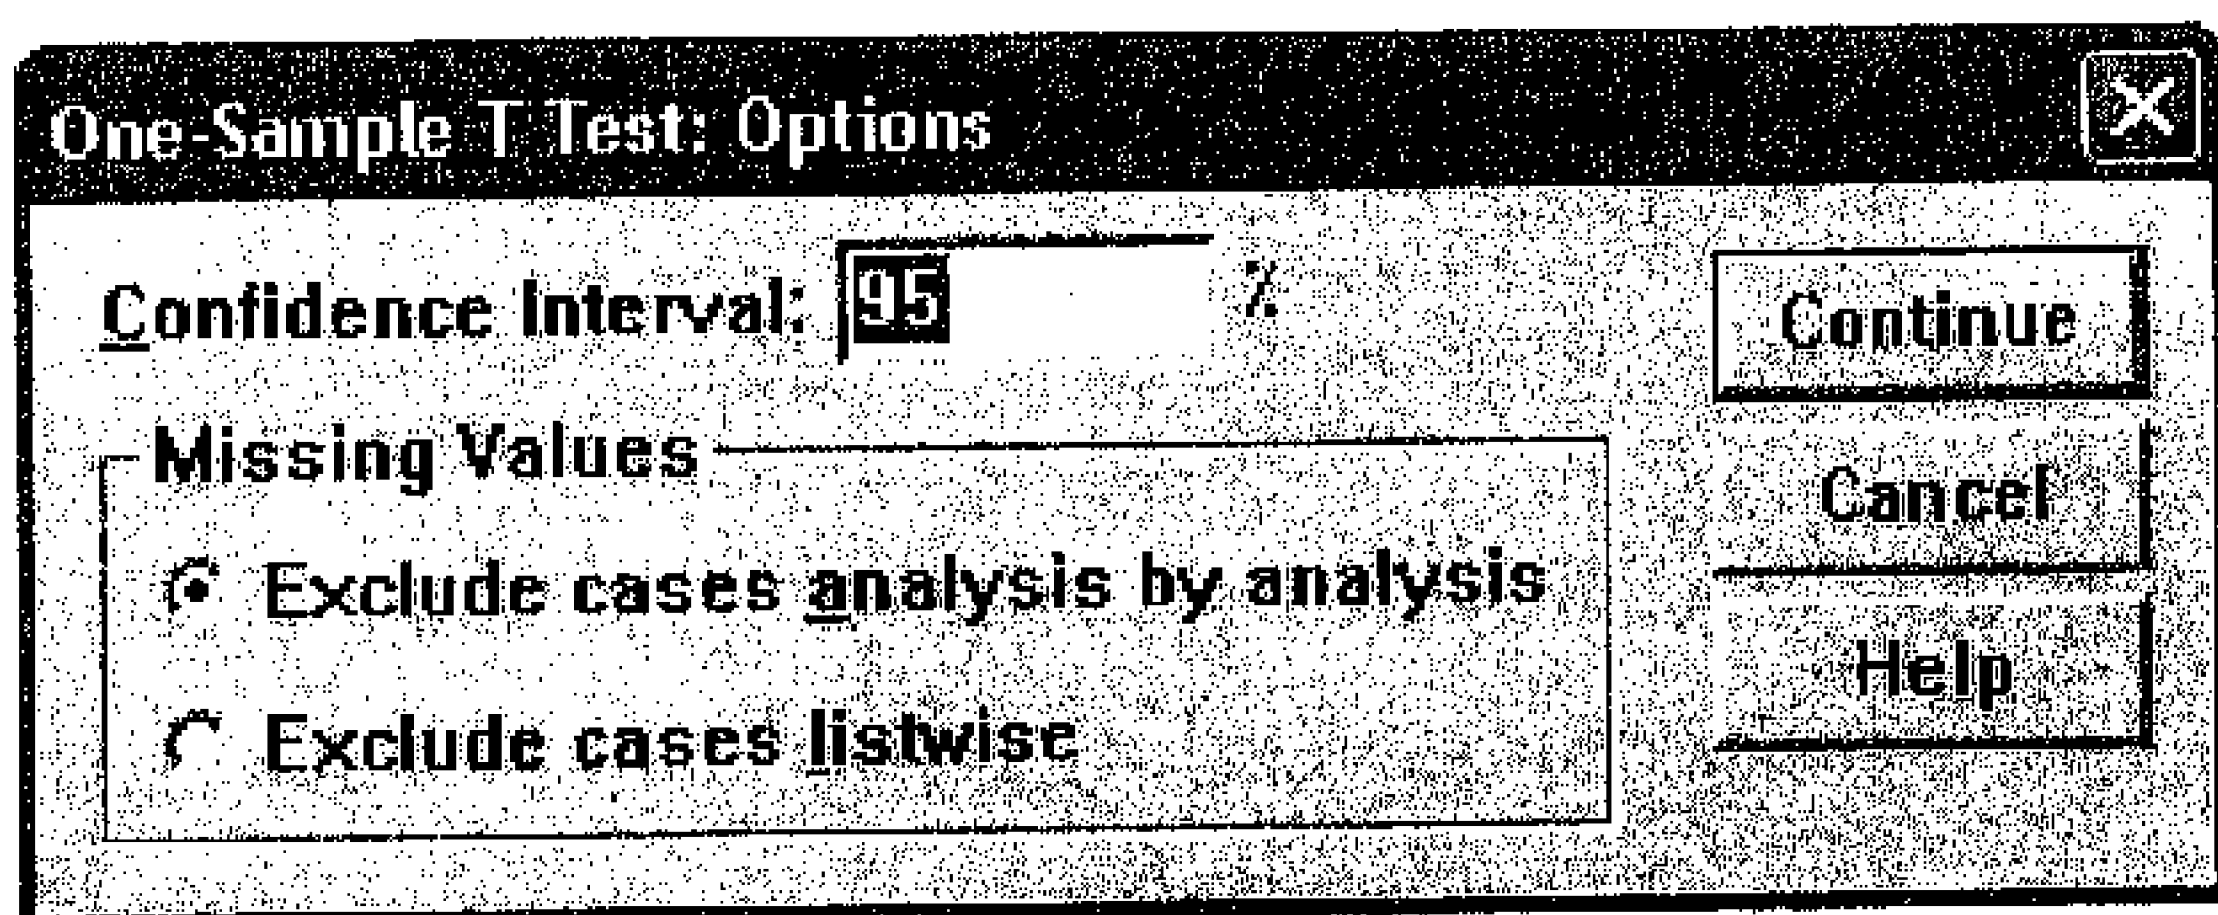 One-Sample T Test: Options
Confidence Interval: 95 %
Continue
Missing Values
Cancel
Exclude cases analysis by analysis
Help
Exclude cases listwise